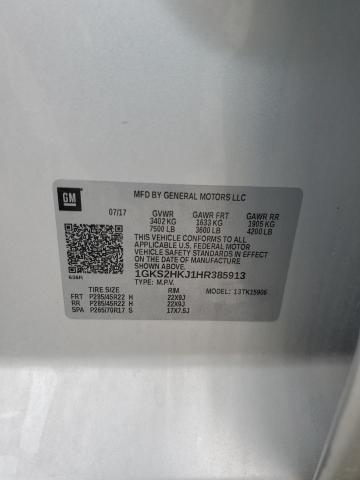 GM
MFD BY GENERAL MOTORS LLC
07/17 GVWR GAWR FRT GAWR RR
3402 KG 1633 KG 1905 KG
7500 LB 3600 LB 4200 LB
THIS VEHICLE CONFORMS TO ALL APPLICABLE U.S. FEDERAL MOTOR VEHICLE SAFETY STANDARDS IN EFFECT ON THE DATE OF MANUFACTURE SHOWN ABOVE.
1GKS2HKJ1HR385913
TYPE: M.P.V. MODEL: 13TK15906
TIRE SIZE RIM
FRT P285/45R22 H 22X9J
RR P285/45R22 H 22X9J
SPA P265/70R17 S 17X7.5J